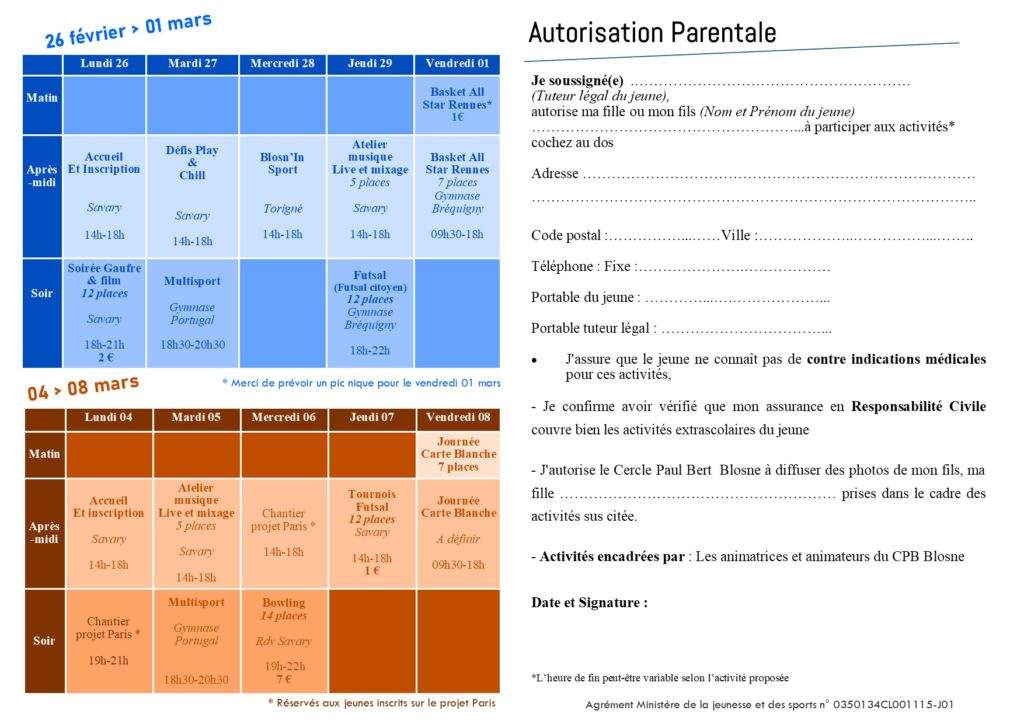 26 février > 01 mars
Lundi 26
Mardi 27
Mercredi 28
Jeudi 29
Vendredi 01
Matin
Basket All
Star Rennes*
1€
Après
-midi
Accueil
Et Inscription
Savary
14h-18h
Défis Play
&
Chill
Savary
14h-18h
Blosn'In
Sport
Torigné
14h-18h
Atelier
musique
Live et mixage
5 places
Savary
14h-18h
Basket All
Star Rennes
7 places
Gymnase
Bréquigny
09h30-18h
Soir
Soirée Gaufre
& film
12 places
Savary
18h-21h
2 €
Multisport
Gymnase
Portugal
18h30-20h30
Futsal
(Futsal citoyen)
12 places
Gymnase
Bréquigny
18h-22h
* Merci de prévoir un pic nique pour le vendredi 01 mars
04 > 08 mars
Lundi 04
Mardi 05
Mercredi 06
Jeudi 07
Vendredi 08
Matin
Journée
Carte Blanche
7 places
Après
-midi
Accueil
Et inscription
Savary
14h-18h
Atelier
musique
Live et mixage
5 places
Savary
14h-18h
Chantier
projet Paris *
14h-18h
Tournois
Futsal
12 places
Savary
14h-18h
1 €
Journée
Carte Blanche
A définir
09h30-18h
Soir
Chantier
projet Paris *
19h-21h
Multisport
Gymnase
Portugal
18h30-20h30
Bowling
14 places
Rdv Savary
19h-22h
7 €
* Réservés aux jeunes inscrits sur le projet Paris
Autorisation Parentale
Je soussigné(e) ………………………………………………
(Tuteur légal du jeune),
autorise ma fille ou mon fils (Nom et Prénom du jeune)
……………………………………………...à participer aux activités*
cochez au dos
Adresse ……………………………………………………………………
…………………………………………………………………………..
Code postal :……………...……Ville :……………..……………...……..
Téléphone : Fixe :…………………..……………
Portable du jeune : …………...…………………...
Portable tuteur légal : …………………………...
• J'assure que le jeune ne connaît pas de contre indications médicales
pour ces activités,
- Je confirme avoir vérifié que mon assurance en Responsabilité Civile
couvre bien les activités extrascolaires du jeune
- J'autorise le Cercle Paul Bert Blosne à diffuser des photos de mon fils, ma
fille ……………………………………………… prises dans le cadre des
activités sus citée.
- Activités encadrées par : Les animatrices et animateurs du CPB Blosne
Date et Signature :
*L'heure de fin peut-être variable selon l'activité proposée
Agrément Ministère de la jeunesse et des sports n° 0350134CL001115-J01